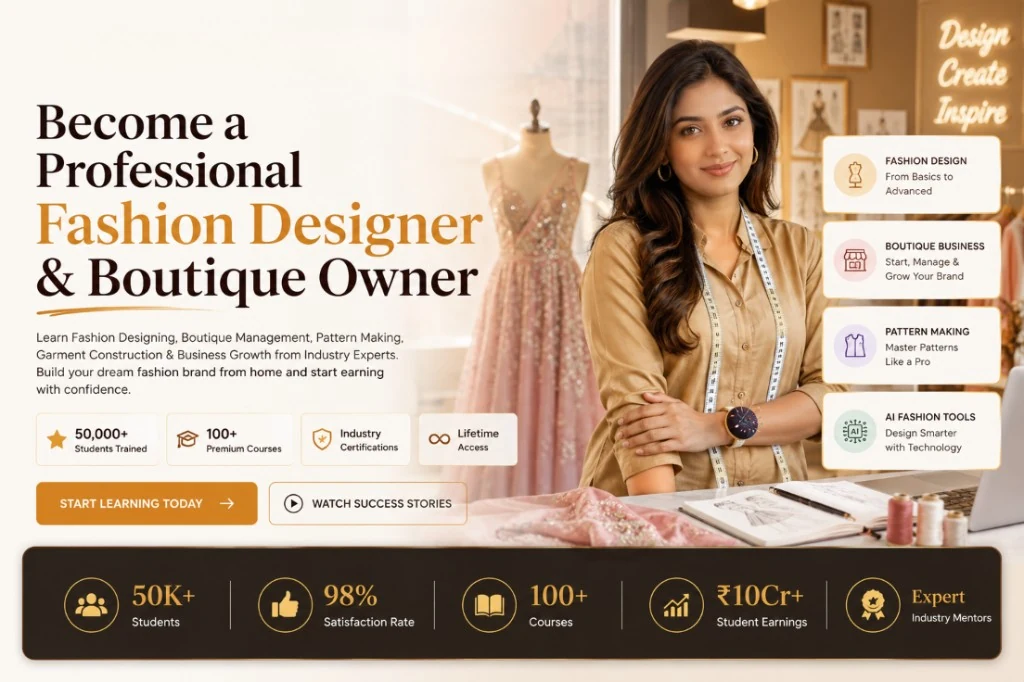 Become a
Professional
Fashion Designer
& Boutique Owner
Learn Fashion Designing, Boutique Management, Pattern Making,
Garment Construction & Business Growth from Industry Experts.
Build your dream fashion brand from home and start earning
with confidence.
50,000+
Students Trained
100+
Premium Courses
Industry
Certifications
Lifetime
Access
START LEARNING TODAY
WATCH SUCCESS STORIES
Design
Create
Inspire
FASHION DESIGN
From Basics to
Advanced
BOUTIQUE BUSINESS
Start, Manage &
Grow Your Brand
PATTERN MAKING
Master Patterns
Like a Pro
AI
AI FASHION TOOLS
Design Smarter
with Technology
50K+
Students
98%
Satisfaction Rate
100+
Courses
₹10Cr+
Student Earnings
Expert
Industry Mentors